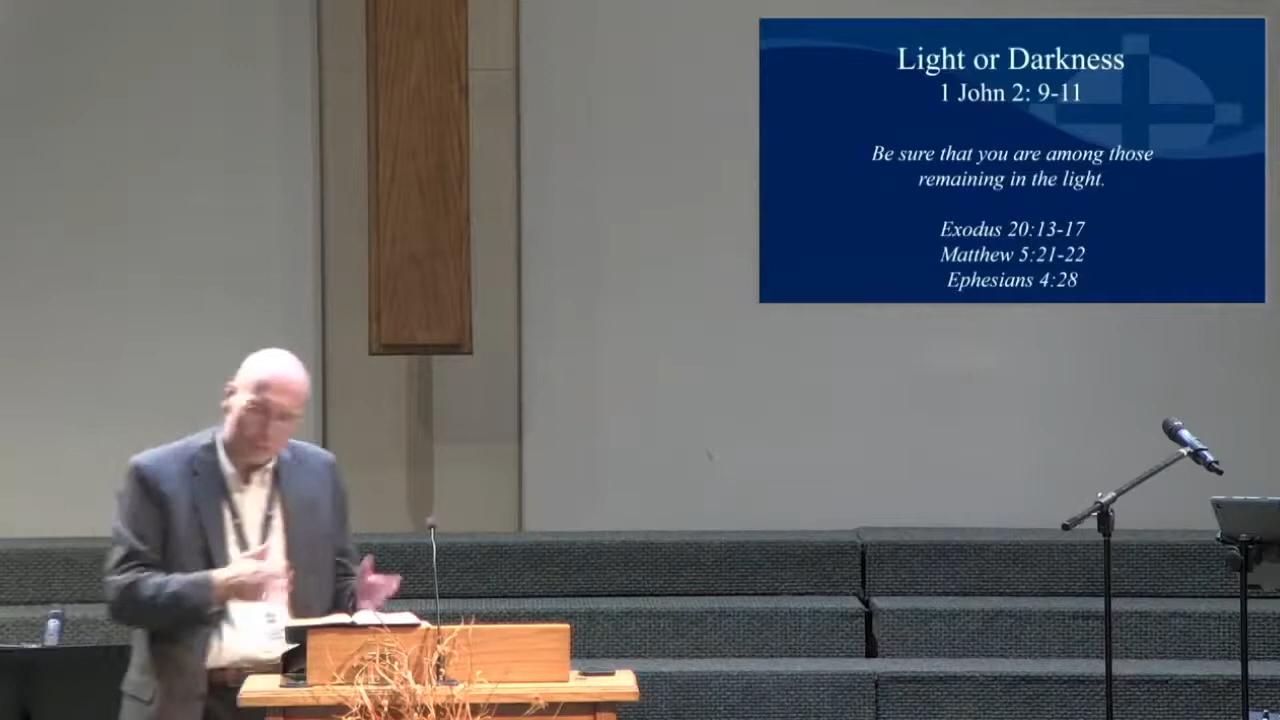 Light or Darkness
1 John 2: 9-11
Be sure that you are among those
remaining in the light.
Exodus 20:13-17
Matthew 5:21-22
Ephesians 4:28